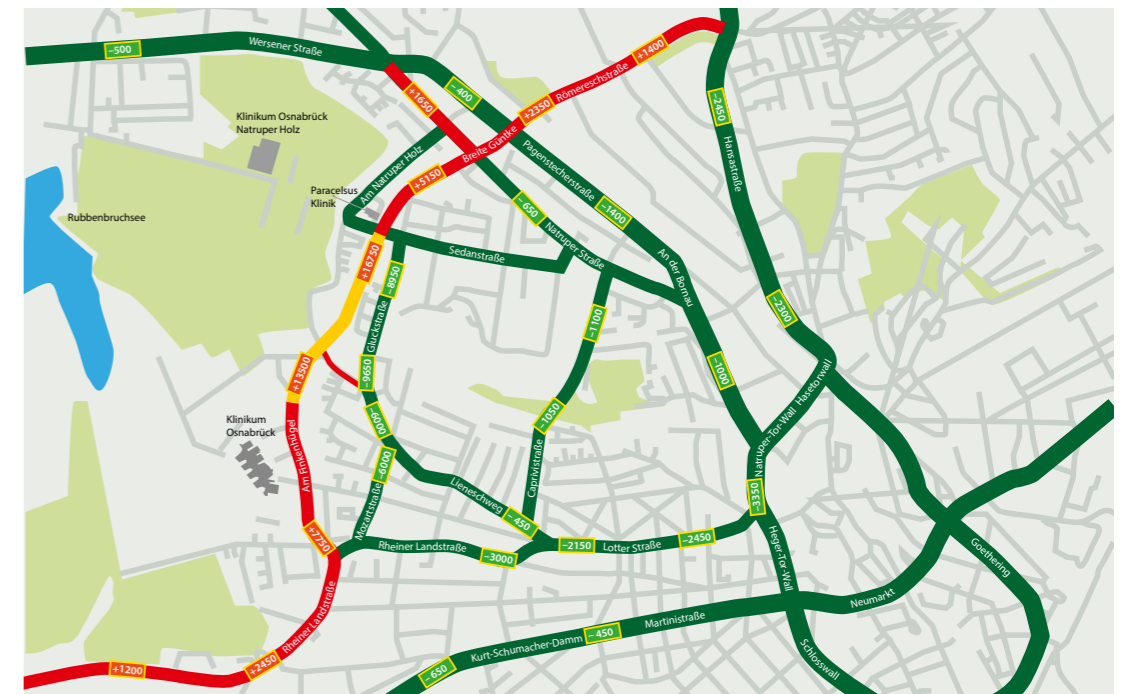 −500
Wersener Straße
+1650
− 400
+2350
Römereschstraße
+1400
−2450
Hansastraße
Klinikum Osnabrück
Natruper Holz
Am Natruper Holz
Breite Güntke
Pagenstecherstraße
+5150
Paracelsus
Klinik
− 650
−1400
Rubbenbruchsee
Natruper Straße
Sedanstraße
An der Bornau
+16750
−8950
−2300
−1100
Gluckstraße
+13500
−9650
−1000
Natruper-Tor-Wall
Hasetorwall
−6000
−1050
Klinikum
Osnabrück
Am Finkenhügel
−6000
Caprivistraße
Lieneschweg
−3350
Mozartstraße
− 450
+7750
Rheiner Landstraße
−3000
−2150
Lotter Straße
−2450
Heger-Tor-Wall
Goethering
Rheiner Landstraße
Neumarkt
Martinistraße
− 450
Kurt-Schumacher-Damm
Schlosswall
+2450
+1200
−650